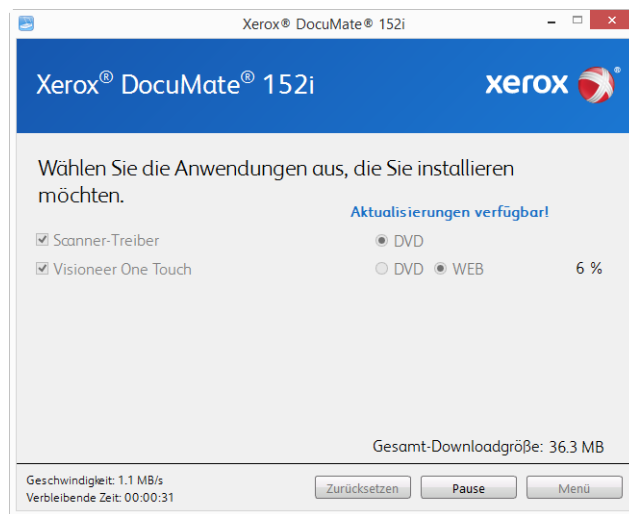 Xerox® DocuMate® 152i
Xerox® DocuMate® 152i
xerox®
Wählen Sie die Anwendungen aus, die Sie installieren
möchten.
Aktualisierungen verfügbar!
Scanner-Treiber DVD
Visioneer One Touch DVD WEB 6 %
Gesamt-Downloadgröße: 36.3 MB
Geschwindigkeit: 1.1 MB/s
Verbleibende Zeit: 00:00:31
Zurücksetzen Pause Menü